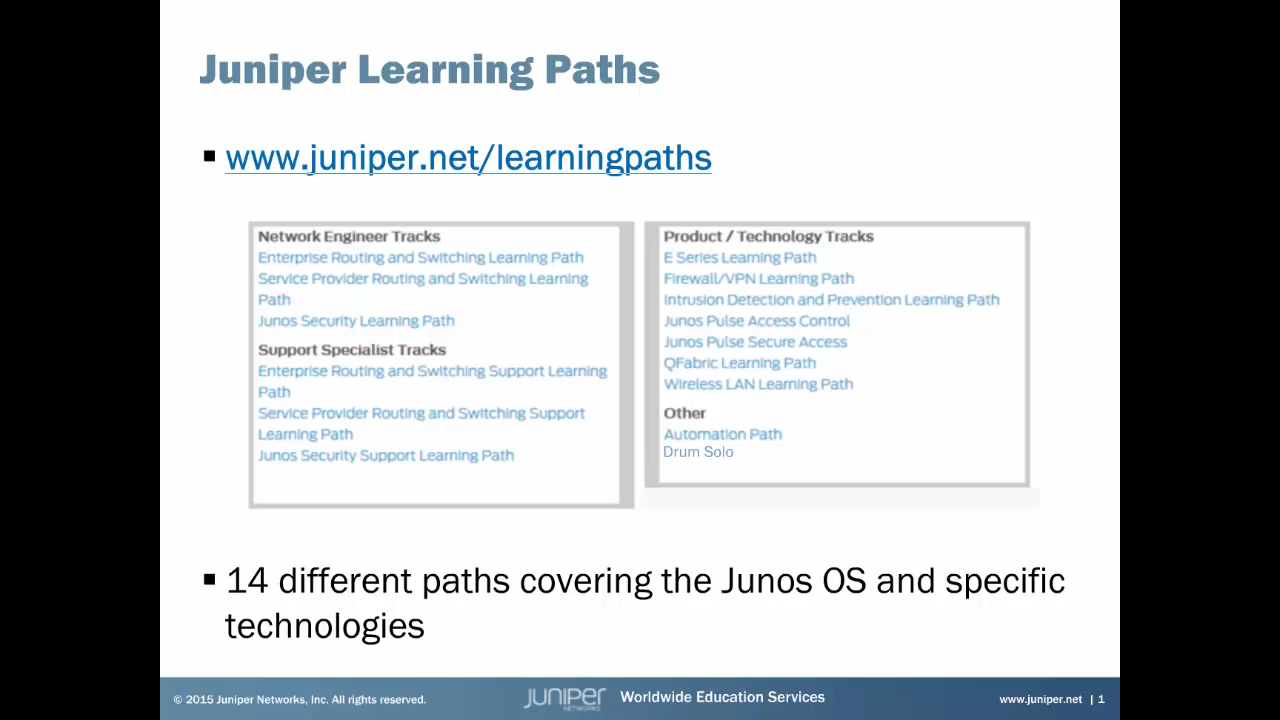 Juniper Learning Paths
▪ www.juniper.net/learningpaths
Network Engineer Tracks
Enterprise Routing and Switching Learning Path
Service Provider Routing and Switching Learning
Path
Junos Security Learning Path
Support Specialist Tracks
Enterprise Routing and Switching Support Learning
Path
Service Provider Routing and Switching Support
Learning Path
Junos Security Support Learning Path
Product / Technology Tracks
E Series Learning Path
Firewall/VPN Learning Path
Intrusion Detection and Prevention Learning Path
Junos Pulse Access Control
Junos Pulse Secure Access
QFabric Learning Path
Wireless LAN Learning Path
Other
Automation Path
Drum Solo
▪ 14 different paths covering the Junos OS and specific
technologies
© 2015 Juniper Networks, Inc. All rights reserved.
JUNIPER
NETWORKS
Worldwide Education Services
www.juniper.net | 1